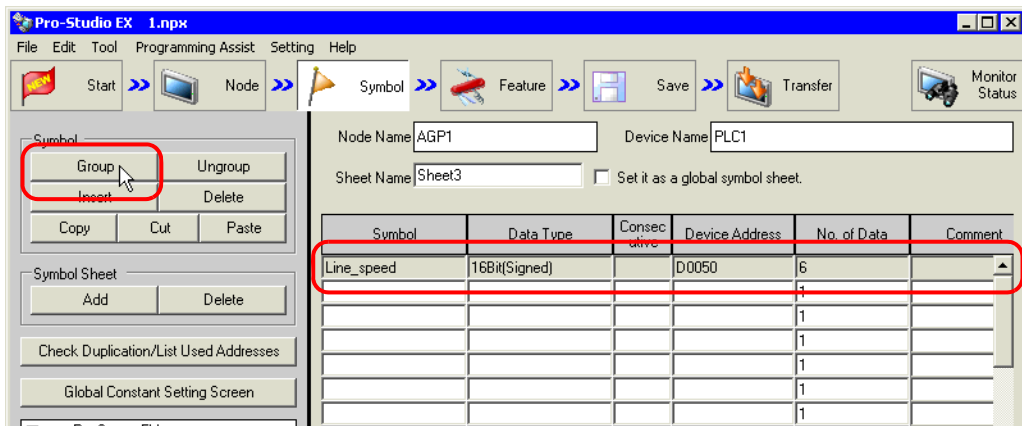 Pro-Studio EX 1.npx
File Edit Tool Programming Assist Setting Help
NEW Start Node Symbol Feature Save Transfer Monitor Status
Symbol
Group Ungroup
Insert Delete
Copy Cut Paste
Symbol Sheet
Add Delete
Check Duplication/List Used Addresses
Global Constant Setting Screen
Node Name AGP1 Device Name PLC1
Sheet Name Sheet3 Set it as a global symbol sheet.
Symbol Data Type Consecutive Device Address No. of Data Comment
Line_speed 16Bit(Signed) D0050 6
1
1
1
1
1
1